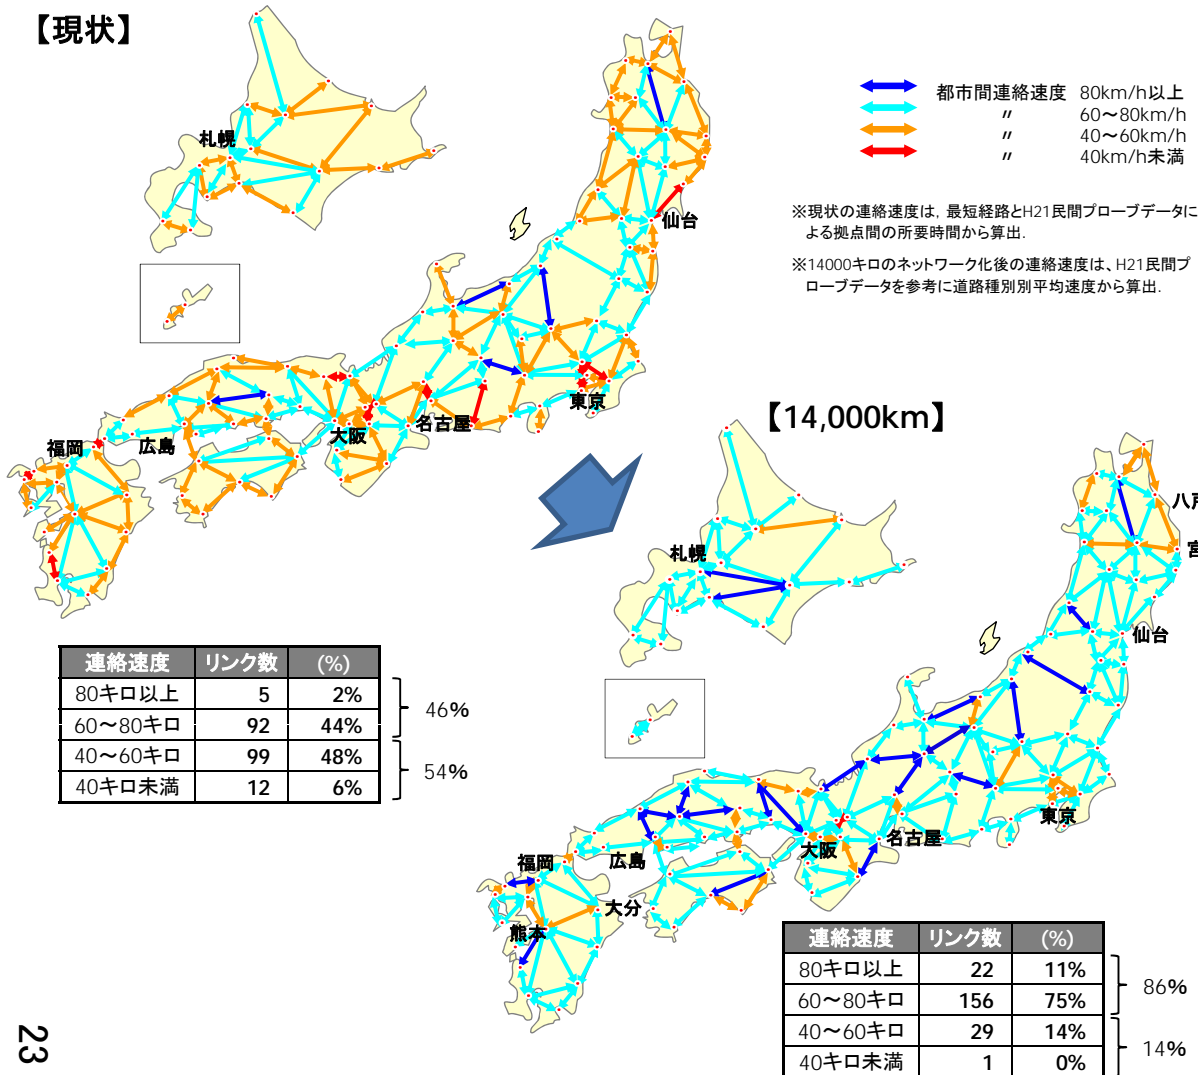 【現状】
都市間連絡速度 80km/h以上
〃 60～80km/h
〃 40～60km/h
〃 40km/h未満
※現状の連絡速度は，最短経路とH21民間プローブデータに
よる拠点間の所要時間から算出．
※14000キロのネットワーク化後の連絡速度は、H21民間プ
ローブデータを参考に道路種別別平均速度から算出．
札幌
仙台
東京
名古屋
大阪
広島
福岡
連絡速度 リンク数 (%)
80キロ以上 5 2%
60～80キロ 92 44%
40～60キロ 99 48%
40キロ未満 12 6%
46%
54%
【14,000km】
八戸
宮
札幌
仙台
東京
名古屋
大阪
広島
福岡
大分
熊本
連絡速度 リンク数 (%)
80キロ以上 22 11%
60～80キロ 156 75%
40～60キロ 29 14%
40キロ未満 1 0%
86%
14%
23